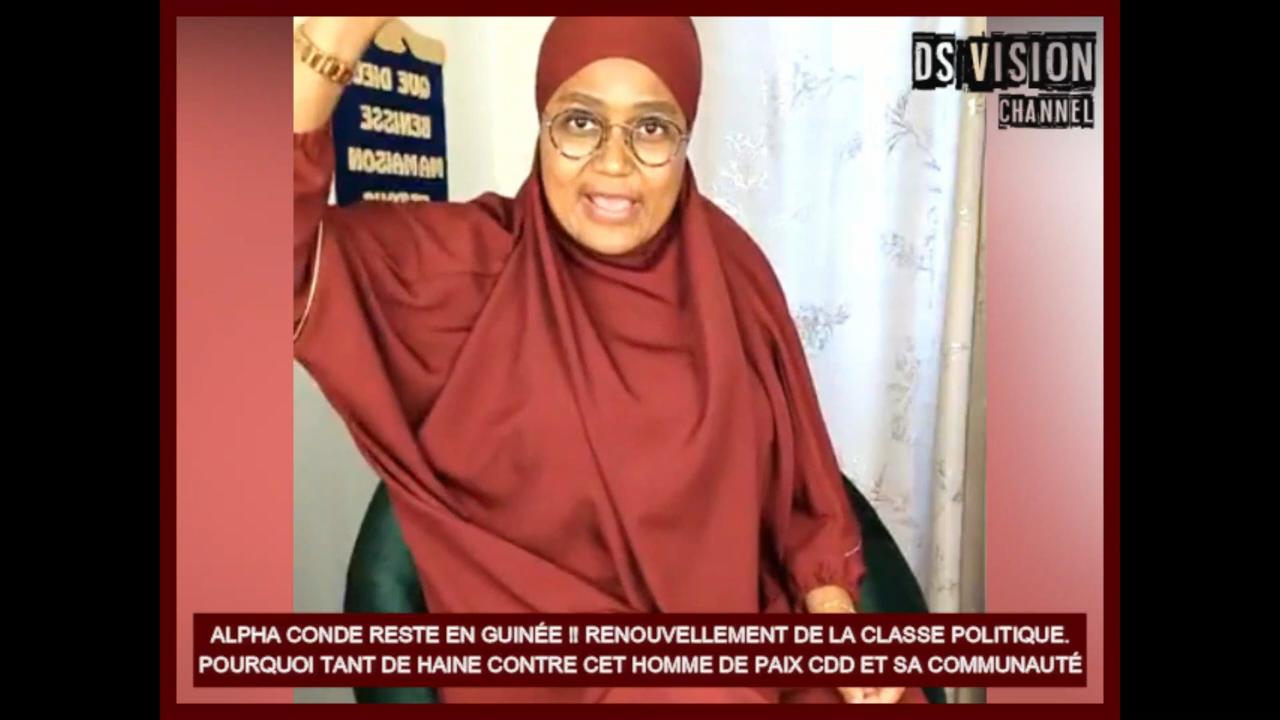 DS VISION
CHANNEL
QUE DIEU
BENISSE
MA MAISON
ALPHA CONDE RESTE EN GUINÉE !! RENOUVELLEMENT DE LA CLASSE POLITIQUE.
POURQUOI TANT DE HAINE CONTRE CET HOMME DE PAIX CDD ET SA COMMUNAUTÉ